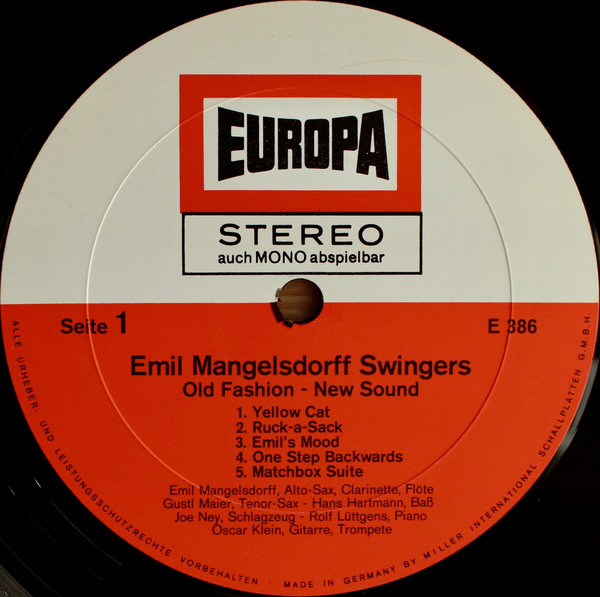 EUROPA
STEREO
auch MONO abspielbar
Seite 1
E 386
Emil Mangelsdorff Swingers
Old Fashion - New Sound
1. Yellow Cat
2. Ruck-a-Sack
3. Emil's Mood
4. One Step Backwards
5. Matchbox Suite
Emil Mangelsdorff, Alto-Sax, Clarinette, Flöte
Gustl Maier, Tenor-Sax - Hans Hartmann, Baß
Joe Ney, Schlagzeug - Rolf Lüttgens, Piano
Oscar Klein, Gitarre, Trompete
ALLE URHEBER- UND LEISTUNGSSCHUTZRECHTE VORBEHALTEN - MADE IN GERMANY BY MILLER INTERNATIONAL SCHALLPLATTEN G.M.B.H.